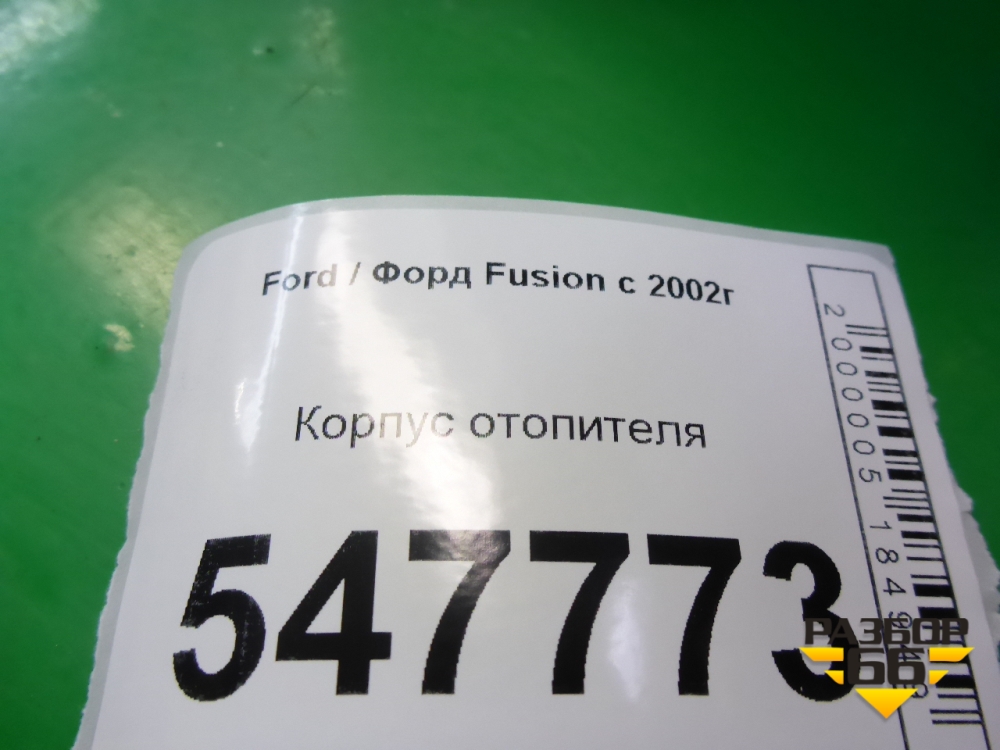 Ford / Форд Fusion с 2002г
Корпус отопителя
547773
РАЗБОР
66